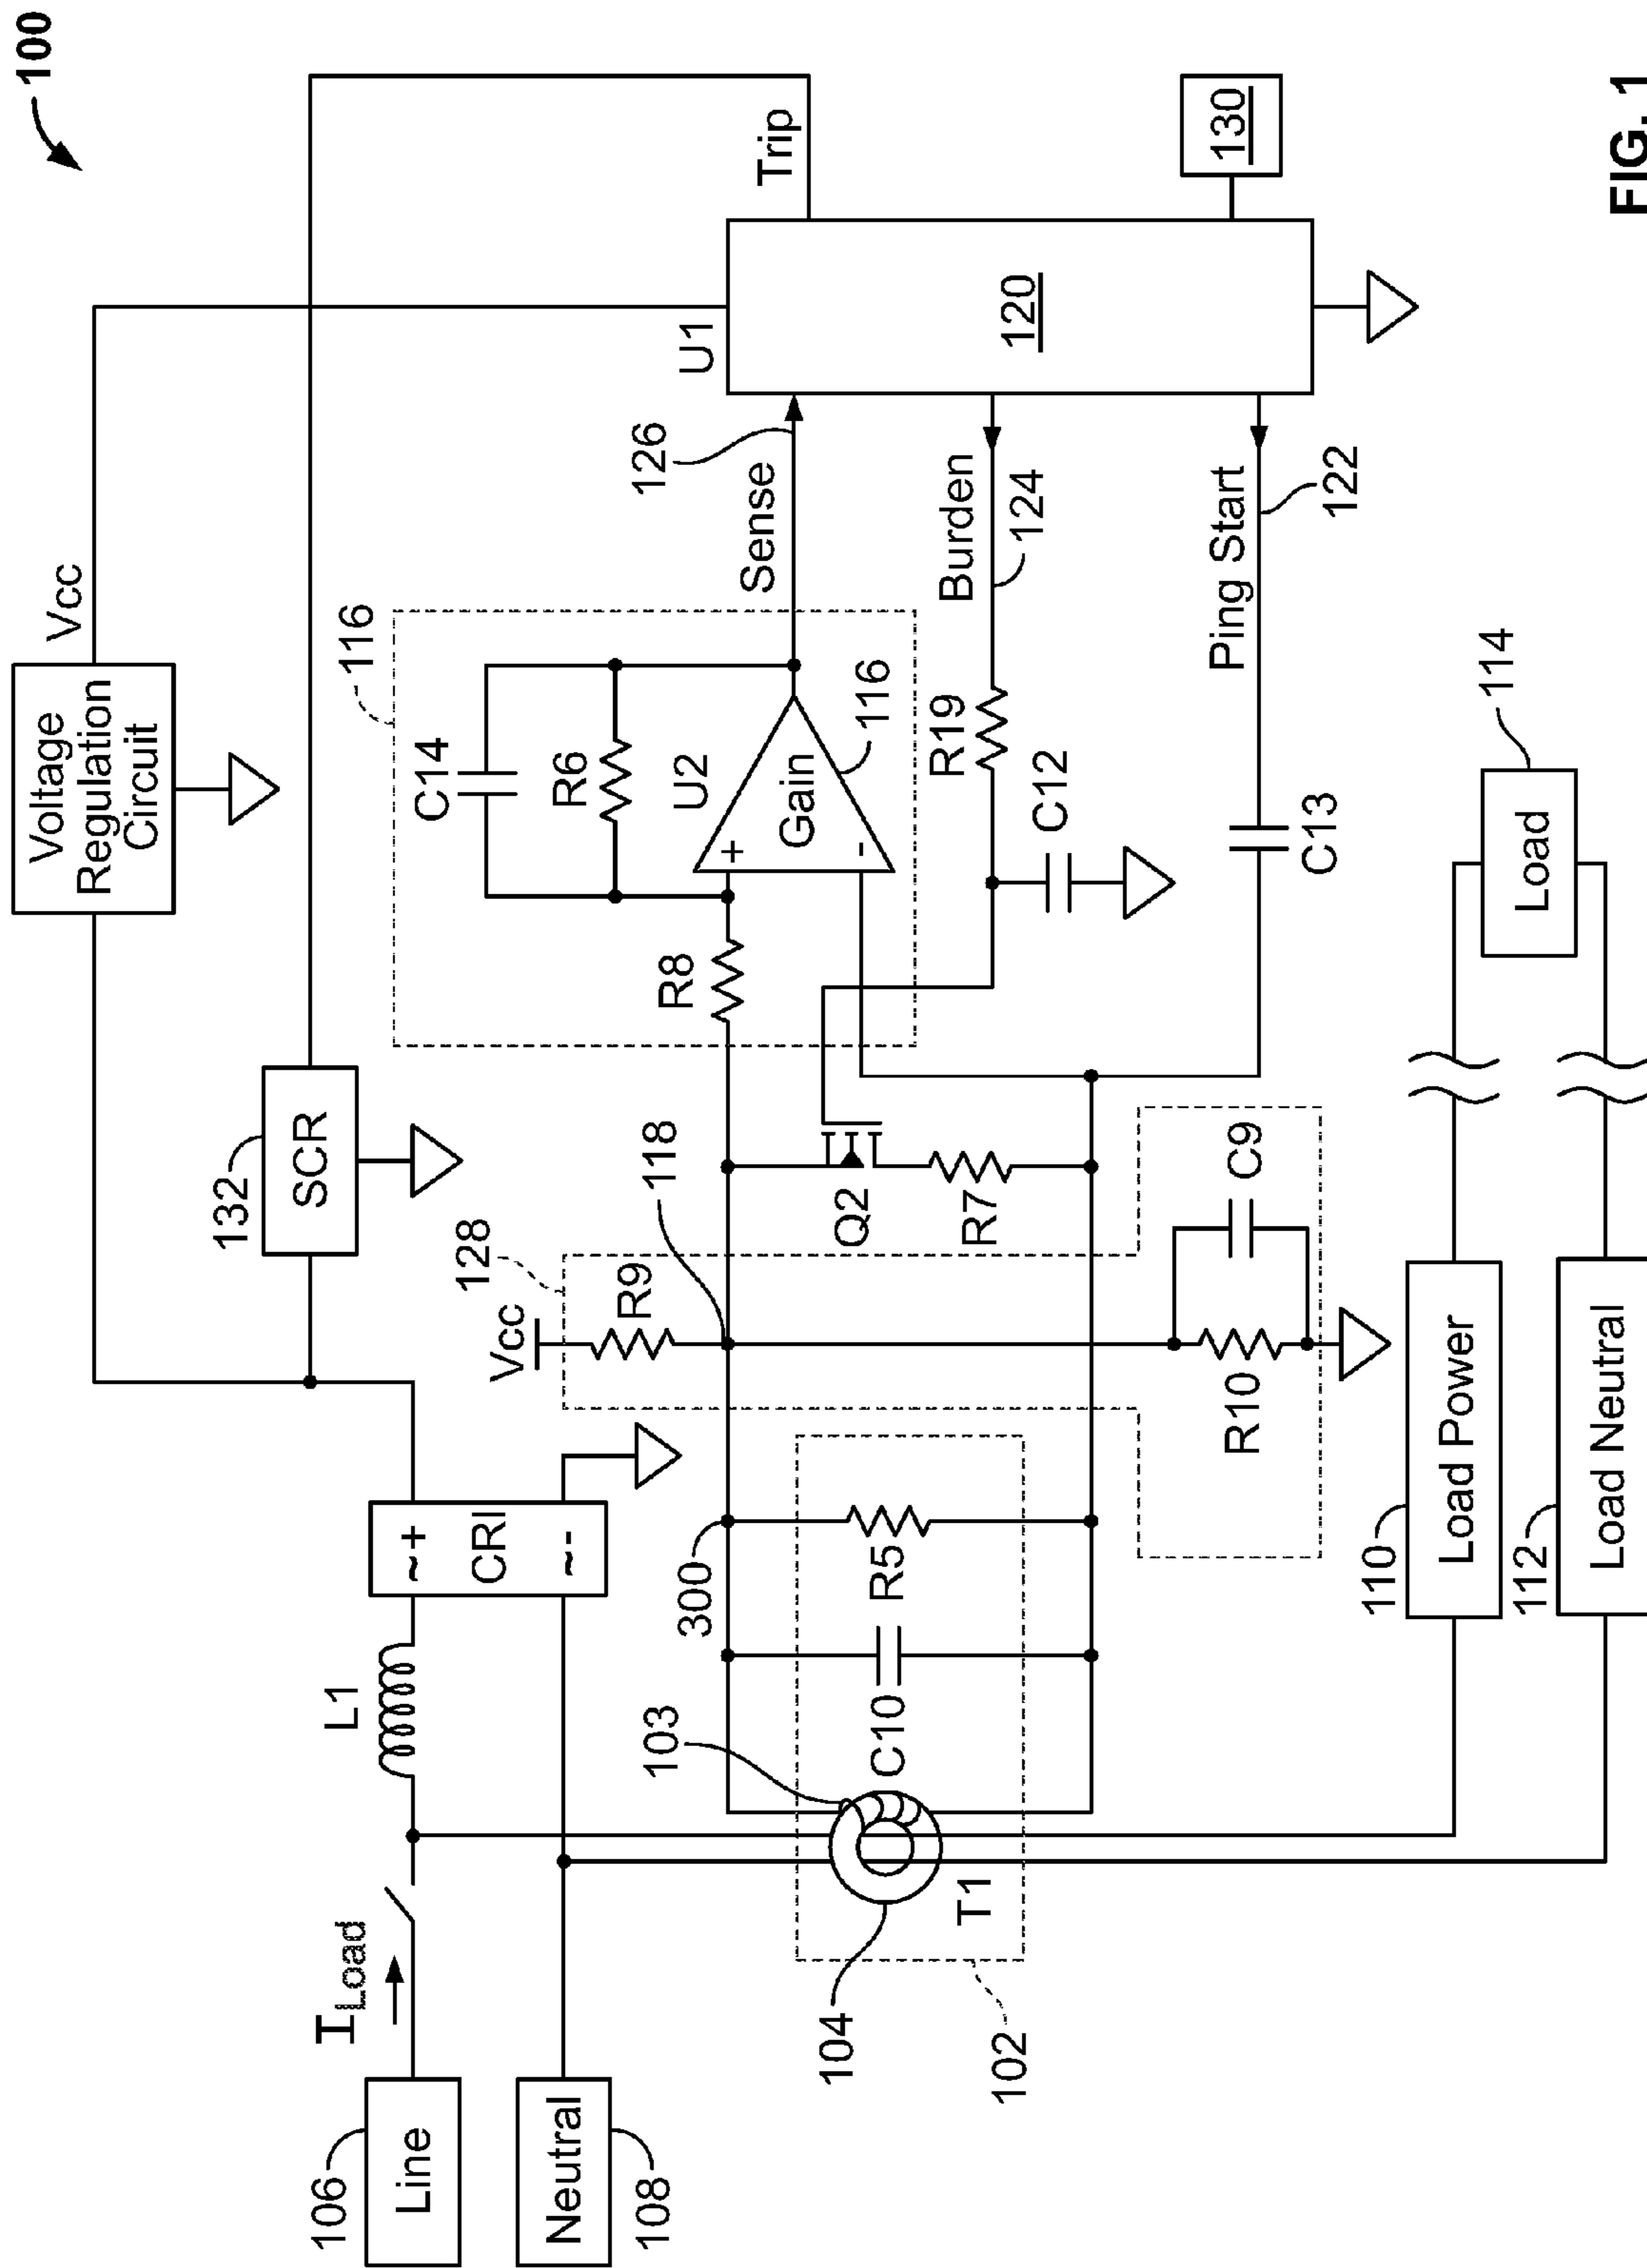 100
Voltage
Regulation
Circuit
Vcc
132
SCR
Trip
116
C14
R6
U2
+
Gain
-
116
R8
Sense
126
U1
120
130
Burden
124
R19
C12
Ping Start
122
C13
I Load
L1
~+
CRI
~-
106
Line
Neutral
108
128
Vcc
R9
118
Q2
R7
C9
R10
300
R5
C10
103
T1
104
102
110
Load Power
112
Load Neutral
Load
114
FIG. 1